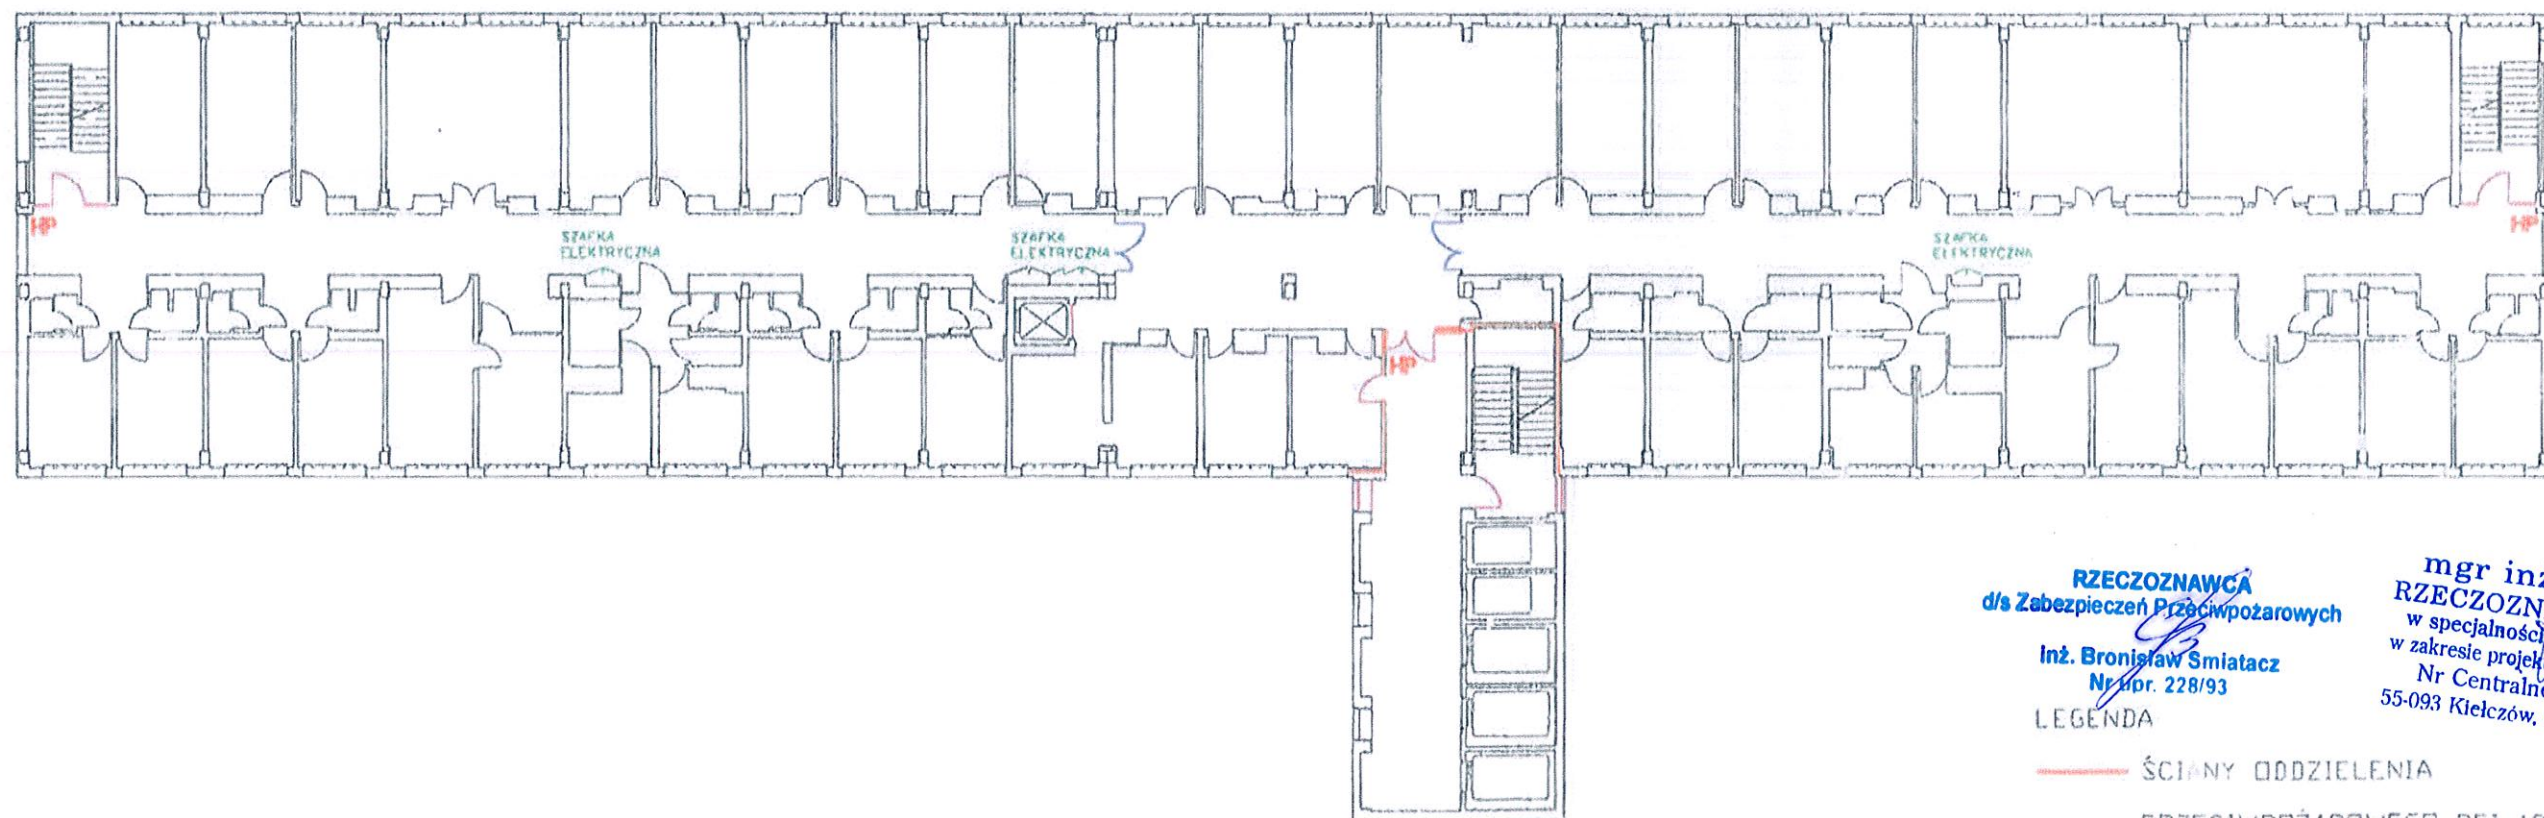 HP
SZAFKA
ELEKTRYCZNA
SZAFKA
ELEKTRYCZNA
SZAFKA
ELEKTRYCZNA
HP
HP
RZECZOZNAWCA
d/s Zabezpieczeń Przeciwpożarowych
inż. Bronisław Smiatacz
Nr upr. 228/93
mgr inż
RZECZOZN
w specjalności
w zakresie projek
Nr Centraln
55-093 Kiełczów,
LEGENDA
ŚCIANY ODDZIELENIA